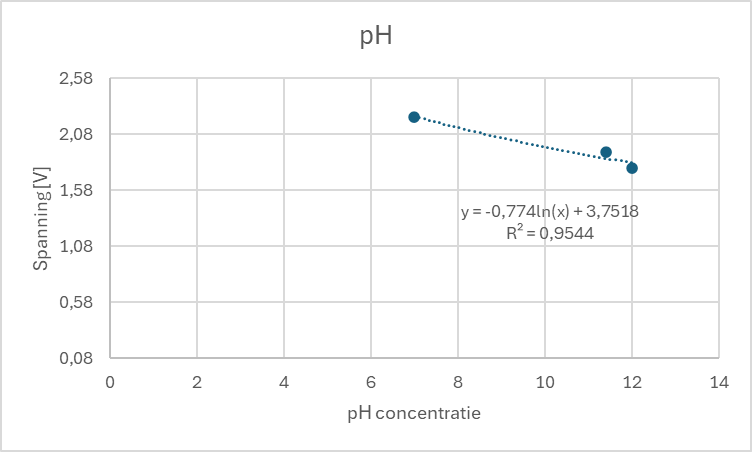 pH
2,58
2,08
1,58
1,08
0,58
0,08
Spanning[V]
y = -0,774ln(x) + 3,7518
R² = 0,9544
0 2 4 6 8 10 12 14
pH concentratie